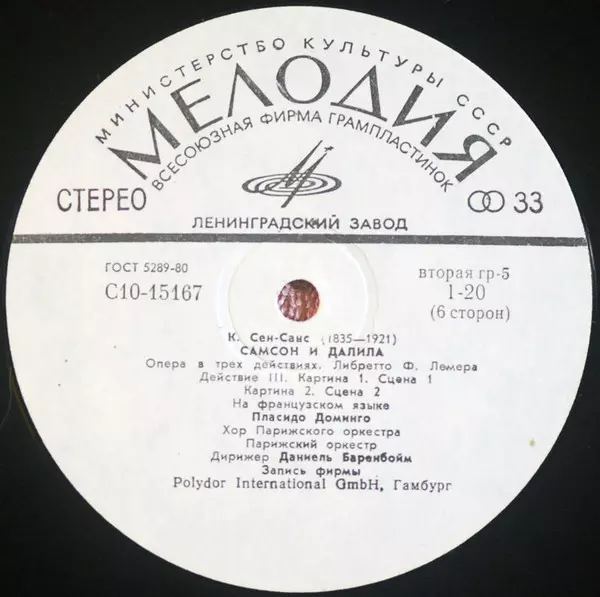 МИНИСТЕРСТВО КУЛЬТУРЫ СССР
МЕЛОДИЯ
ВСЕСОЮЗНАЯ ФИРМА ГРАМПЛАСТИНОК
СТЕРЕО
33
ЛЕНИНГРАДСКИЙ ЗАВОД
ГОСТ 5289-80
С10-15167
вторая гр-5
1-20
(6 сторон)
К. Сен-Санс (1835—1921)
САМСОН И ДАЛИЛА
Опера в трех действиях. Либретто Ф. Лемера
Действие III. Картина 1. Сцена 1
Картина 2. Сцена 2
На французском языке
Пласидо Доминго
Хор Парижского оркестра
Парижский оркестр
Дирижер Даниель Баренбойм
Запись фирмы
Polydor International GmbH, Гамбург